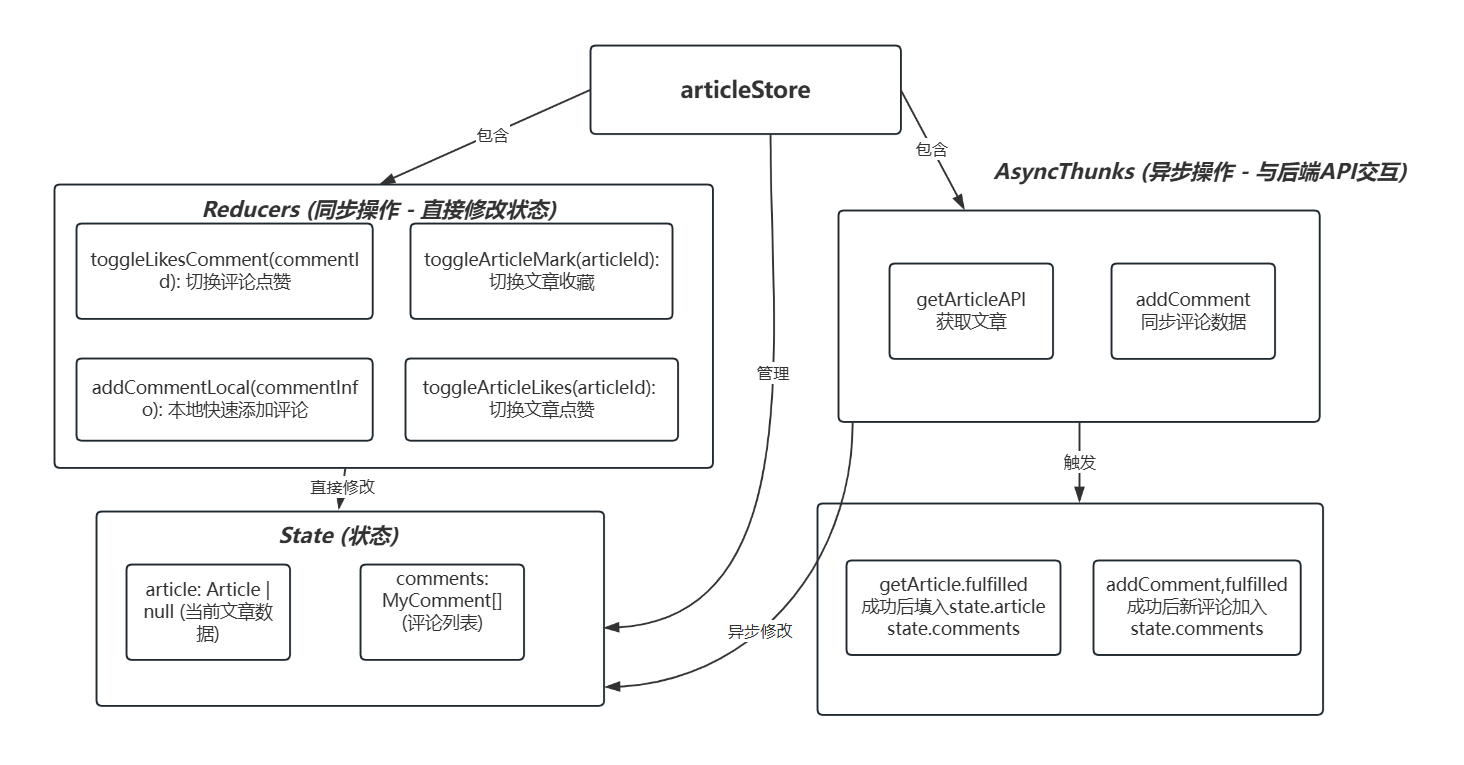 articleStore
包含
包含
AsyncThunks (异步操作 - 与后端API交互)
Reducers (同步操作 - 直接修改状态)
toggleLikesComment(commentI
d): 切换评论点赞
toggleArticleMark(articleId):
切换文章收藏
getArticleAPI
获取文章
addComment
同步评论数据
管理
addCommentLocal(commentInf
o): 本地快速添加评论
toggleArticleLikes(articleId):
切换文章点赞
触发
直接修改
State (状态)
article: Article |
null (当前文章数
据)
comments:
MyComment[]
(评论列表)
异步修改
getArticle.fulfilled
成功后填入state.article
state.comments
addComment,fulfilled
成功后新评论加入
state.comments